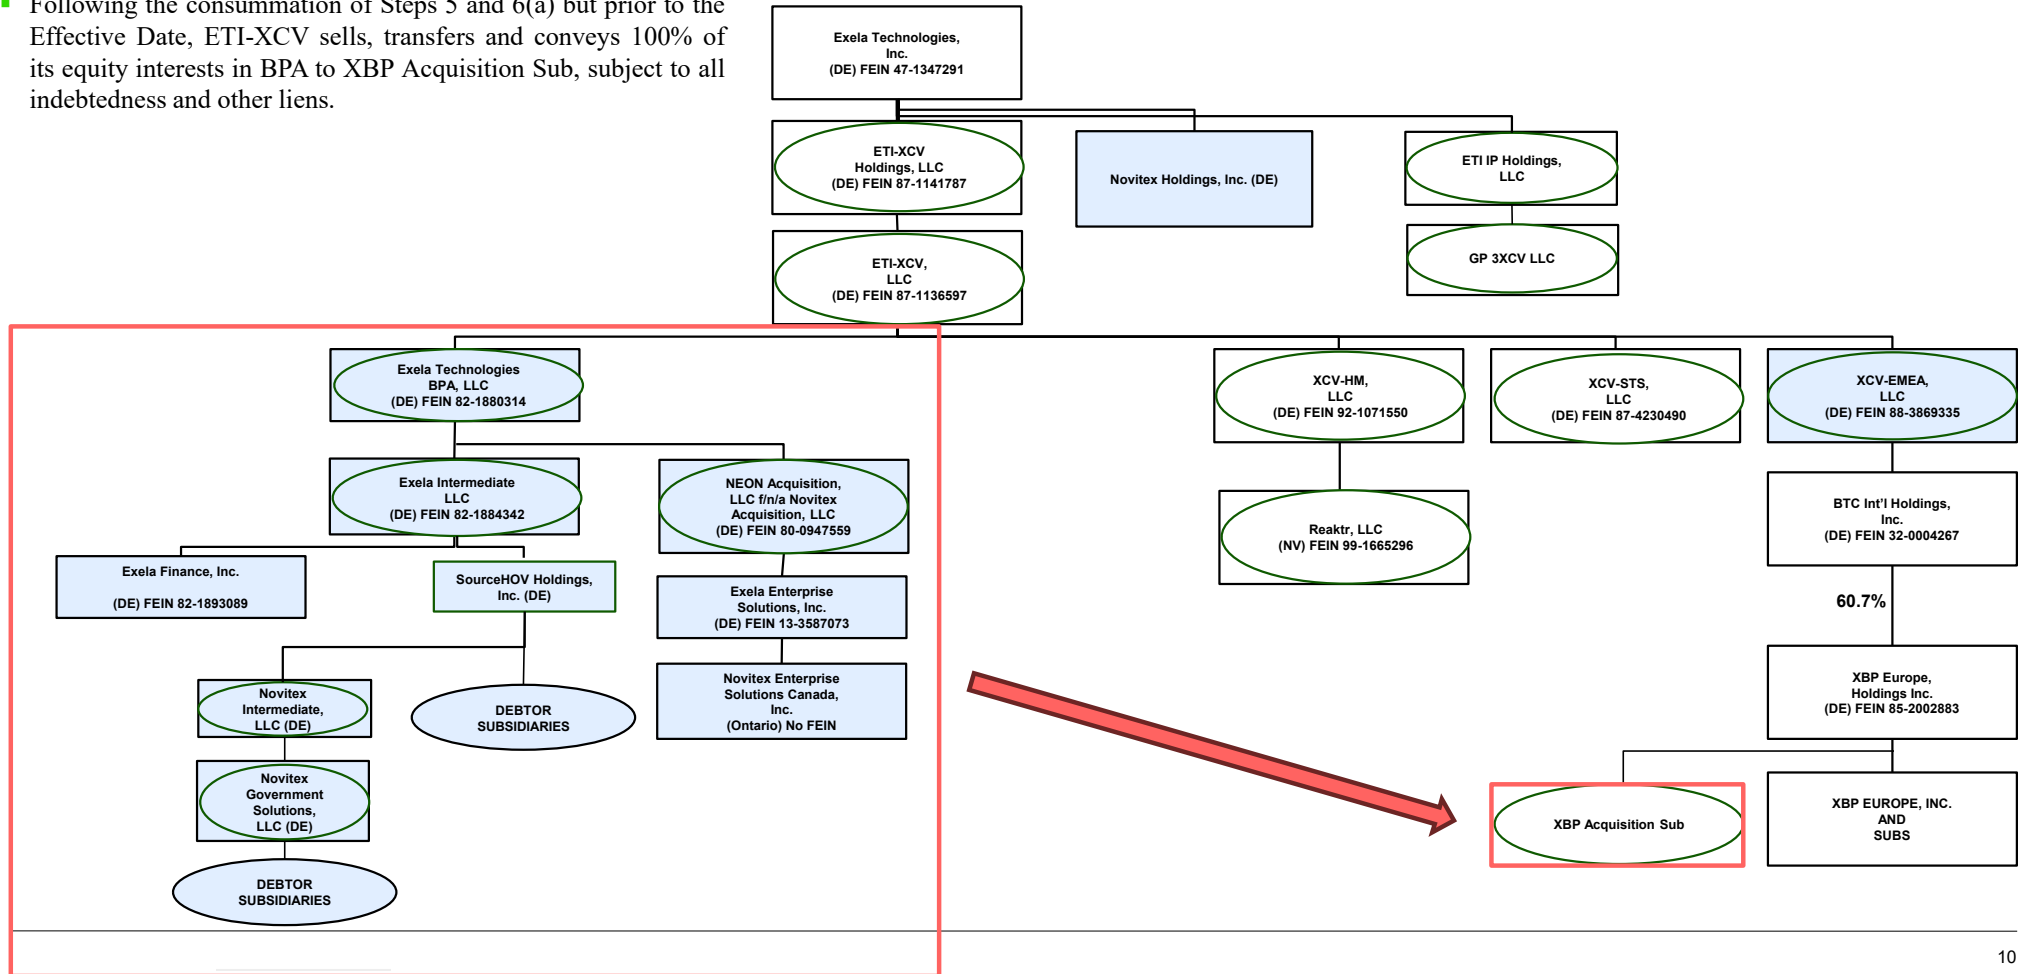 Following the consummation of Steps 5 and 6(a) but prior to the
Effective Date, ETI-XCV sells, transfers and conveys 100% of
its equity interests in BPA to XBP Acquisition Sub, subject to all
indebtedness and other liens.
Exela Technologies,
Inc.
(DE) FEIN 47-1347291
ETI-XCV
Holdings, LLC
(DE) FEIN 87-1141787
Novitex Holdings, Inc. (DE)
ETI IP Holdings,
LLC
ETI-XCV,
LLC
(DE) FEIN 87-1136597
GP 3XCV LLC
Exela Technologies
BPA, LLC
(DE) FEIN 82-1880314
XCV-HM,
LLC
(DE) FEIN 92-1071550
XCV-STS,
LLC
(DE) FEIN 87-4230490
XCV-EMEA,
LLC
(DE) FEIN 88-3869335
Exela Intermediate
LLC
(DE) FEIN 82-1884342
NEON Acquisition,
LLC f/n/a Novitex
Acquisition, LLC
(DE) FEIN 80-0947559
Reaktr, LLC
(NV) FEIN 99-1665296
BTC Int'l Holdings,
Inc.
(DE) FEIN 32-0004267
Exela Finance, Inc.
(DE) FEIN 82-1893089
SourceHOV Holdings,
Inc. (DE)
Exela Enterprise
Solutions, Inc.
(DE) FEIN 13-3587073
60.7%
Novitex
Intermediate,
LLC (DE)
DEBTOR
SUBSIDIARIES
Novitex Enterprise
Solutions Canada,
Inc.
(Ontario) No FEIN
XBP Europe,
Holdings Inc.
(DE) FEIN 85-2002883
Novitex
Government
Solutions,
LLC (DE)
XBP Acquisition Sub
XBP EUROPE, INC.
AND
SUBS
DEBTOR
SUBSIDIARIES
10